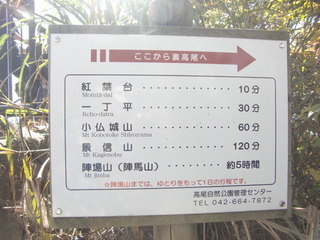 ここから裏高尾へ
紅葉台 ············ 10分
Momiji-dai
一丁平 ············ 30分
Itcho-daira
小仏城山 ·········· 60分
Mt Kobotoke Shiroyama
景信山 ············ 120分
Mt Kagenobu
陣場山（陣馬山） ······ 約5時間
Mt Jimba
☆陣場山までは、ゆとりをもって1日の行程です。
高尾自然公園管理センター
TEL 042-664-7872